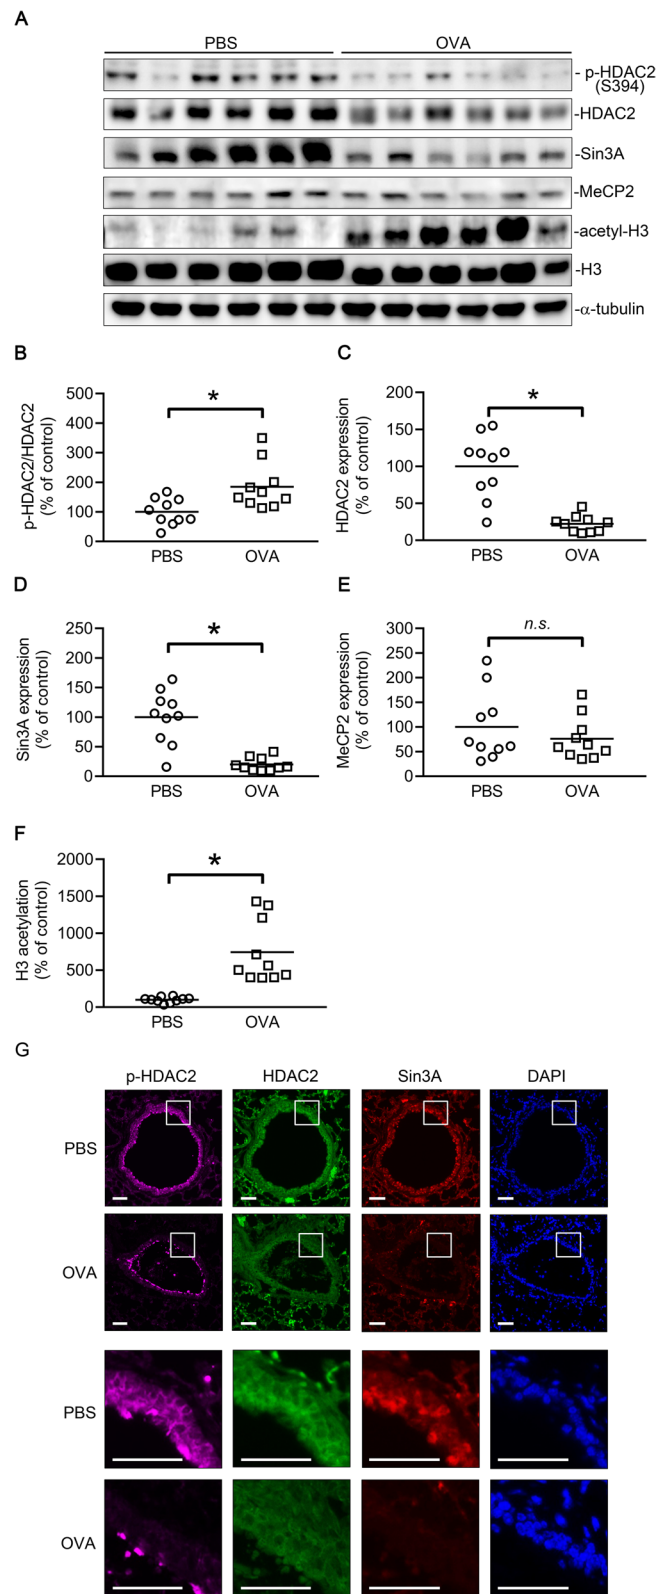 A
PBS OVA
- p-HDAC2
(S394)
-HDAC2
-Sin3A
-MeCP2
-acetyl-H3
-H3
-α-tubulin
B
p-HDAC2/HDAC2
(% of control)
500
400
300
200
100
0
*
PBS OVA
C
HDAC2 expression
(% of control)
200
150
100
50
0
*
PBS OVA
D
Sin3A expression
(% of control)
250
200
150
100
50
0
*
PBS OVA
E
MeCP2 expression
(% of control)
300
250
200
150
100
50
0
n.s.
PBS OVA
F
H3 acetylation
(% of control)
2000
1500
1000
500
0
*
PBS OVA
G
p-HDAC2 HDAC2 Sin3A DAPI
PBS
OVA
PBS
OVA